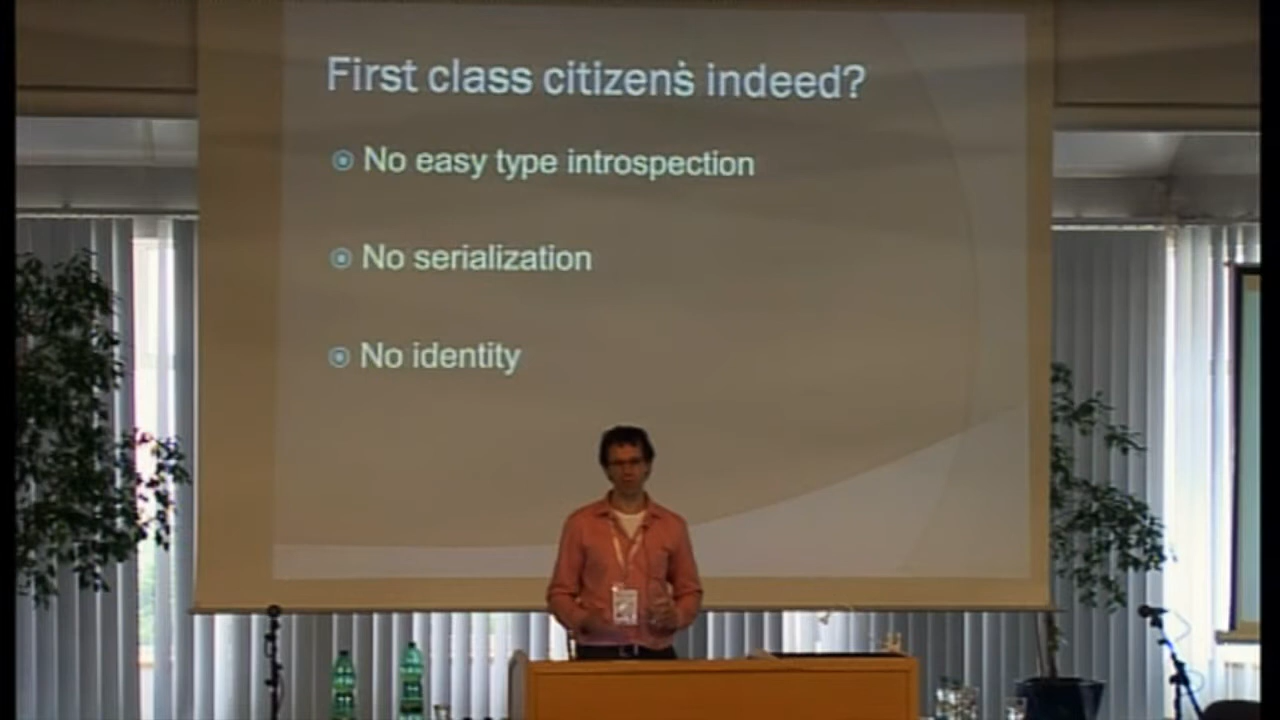 First class citizens indeed?
No easy type introspection
No serialization
No identity